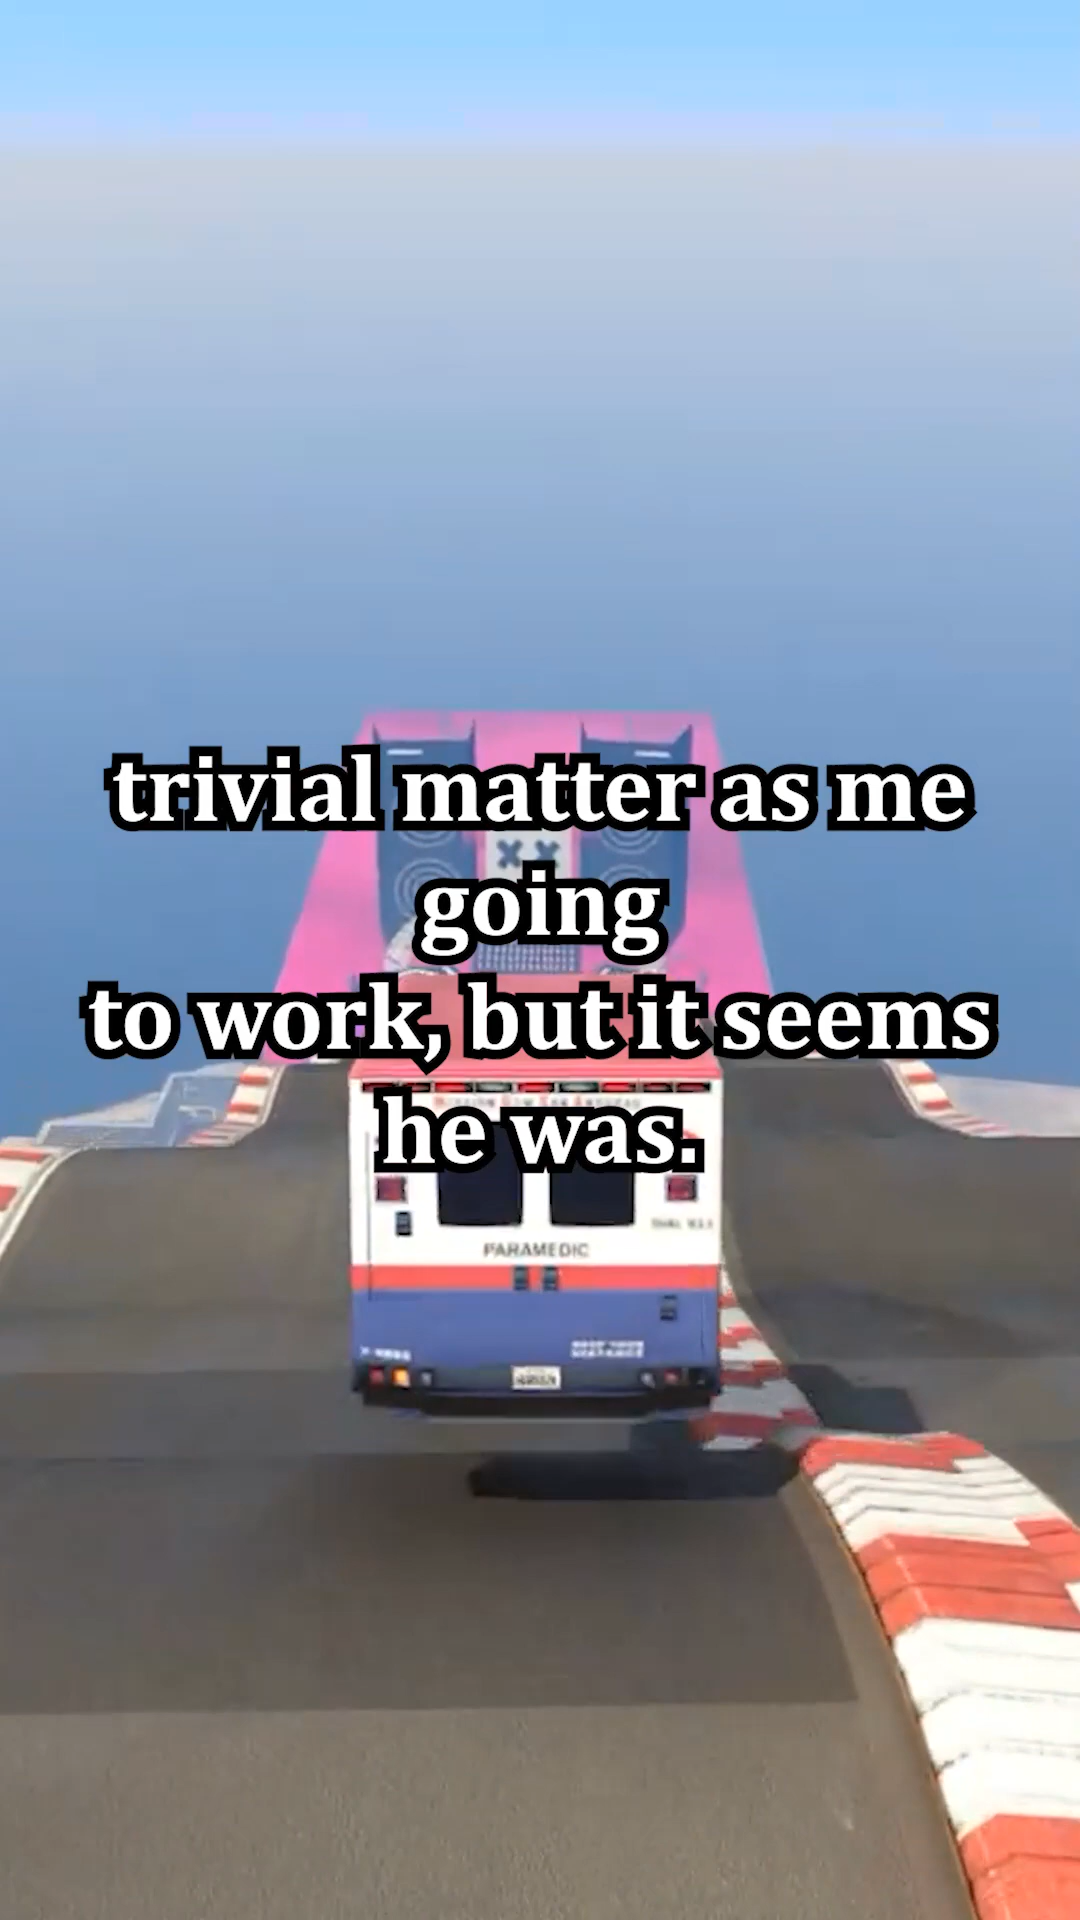 trivial matter as me
going
to work, but it seems
he was.
PARAMEDIC